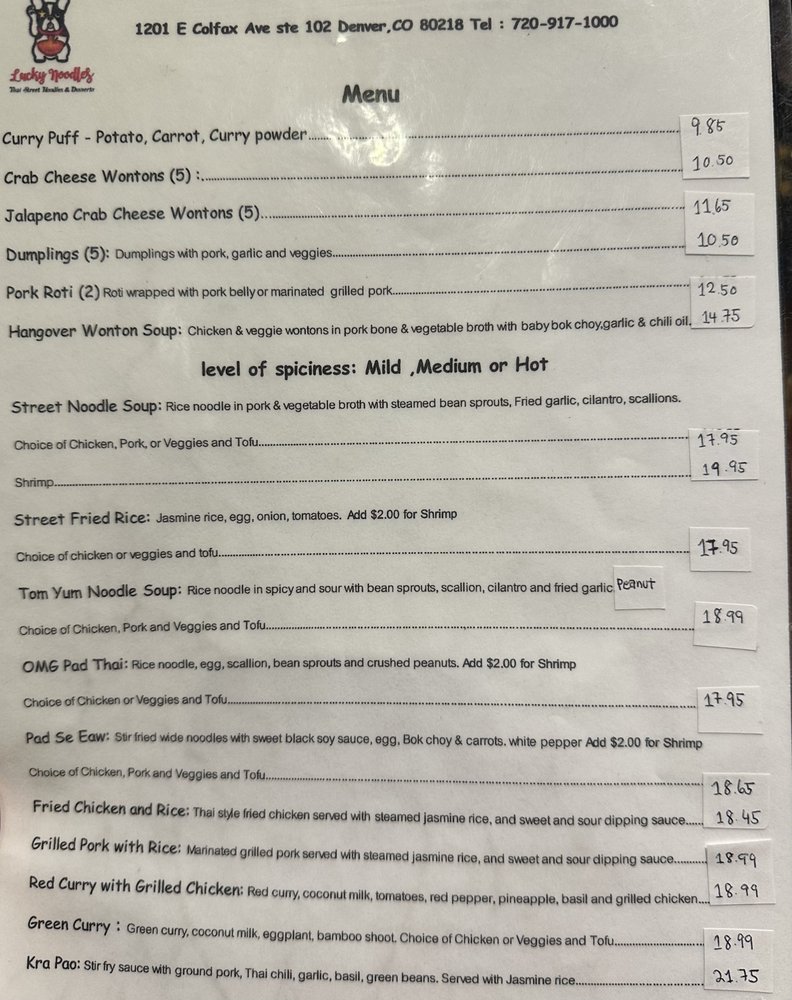 Lucky Noodles
Thai Street Noodles & Desserts
1201 E Colfax Ave ste 102 Denver,CO 80218 Tel : 720-917-1000
Menu
Curry Puff - Potato, Carrot, Curry powder 9.85
Crab Cheese Wontons (5) : 10.50
Jalapeno Crab Cheese Wontons (5) 11.65
Dumplings (5): Dumplings with pork, garlic and veggies 10.50
Pork Roti (2) Roti wrapped with pork belly or marinated grilled pork 12.50
Hangover Wonton Soup: Chicken & veggie wontons in pork bone & vegetable broth with baby bok choy,garlic & chili oil. 14.75
level of spiciness: Mild ,Medium or Hot
Street Noodle Soup: Rice noodle in pork & vegetable broth with steamed bean sprouts, Fried garlic, cilantro, scallions.
Choice of Chicken, Pork, or Veggies and Tofu 17.95
Shrimp 19.95
Street Fried Rice: Jasmine rice, egg, onion, tomatoes. Add $2.00 for Shrimp
Choice of chicken or veggies and tofu 17.95
Tom Yum Noodle Soup: Rice noodle in spicy and sour with bean sprouts, scallion, cilantro and fried garlic. Peanut
Choice of Chicken, Pork and Veggies and Tofu 18.99
OMG Pad Thai: Rice noodle, egg, scallion, bean sprouts and crushed peanuts. Add $2.00 for Shrimp
Choice of Chicken or Veggies and Tofu 17.95
Pad Se Eaw: Stir fried wide noodles with sweet black soy sauce, egg, Bok choy & carrots. white pepper Add $2.00 for Shrimp
Choice of Chicken, Pork and Veggies and Tofu 18.65
Fried Chicken and Rice: Thai style fried chicken served with steamed jasmine rice, and sweet and sour dipping sauce 18.45
Grilled Pork with Rice: Marinated grilled pork served with steamed jasmine rice, and sweet and sour dipping sauce 18.99
Red Curry with Grilled Chicken: Red curry, coconut milk, tomatoes, red pepper, pineapple, basil and grilled chicken 18.99
Green Curry : Green curry, coconut milk, eggplant, bamboo shoot. Choice of Chicken or Veggies and Tofu 18.99
Kra Pao: Stir fry sauce with ground pork, Thai chili, garlic, basil, green beans. Served with Jasmine rice 21.75